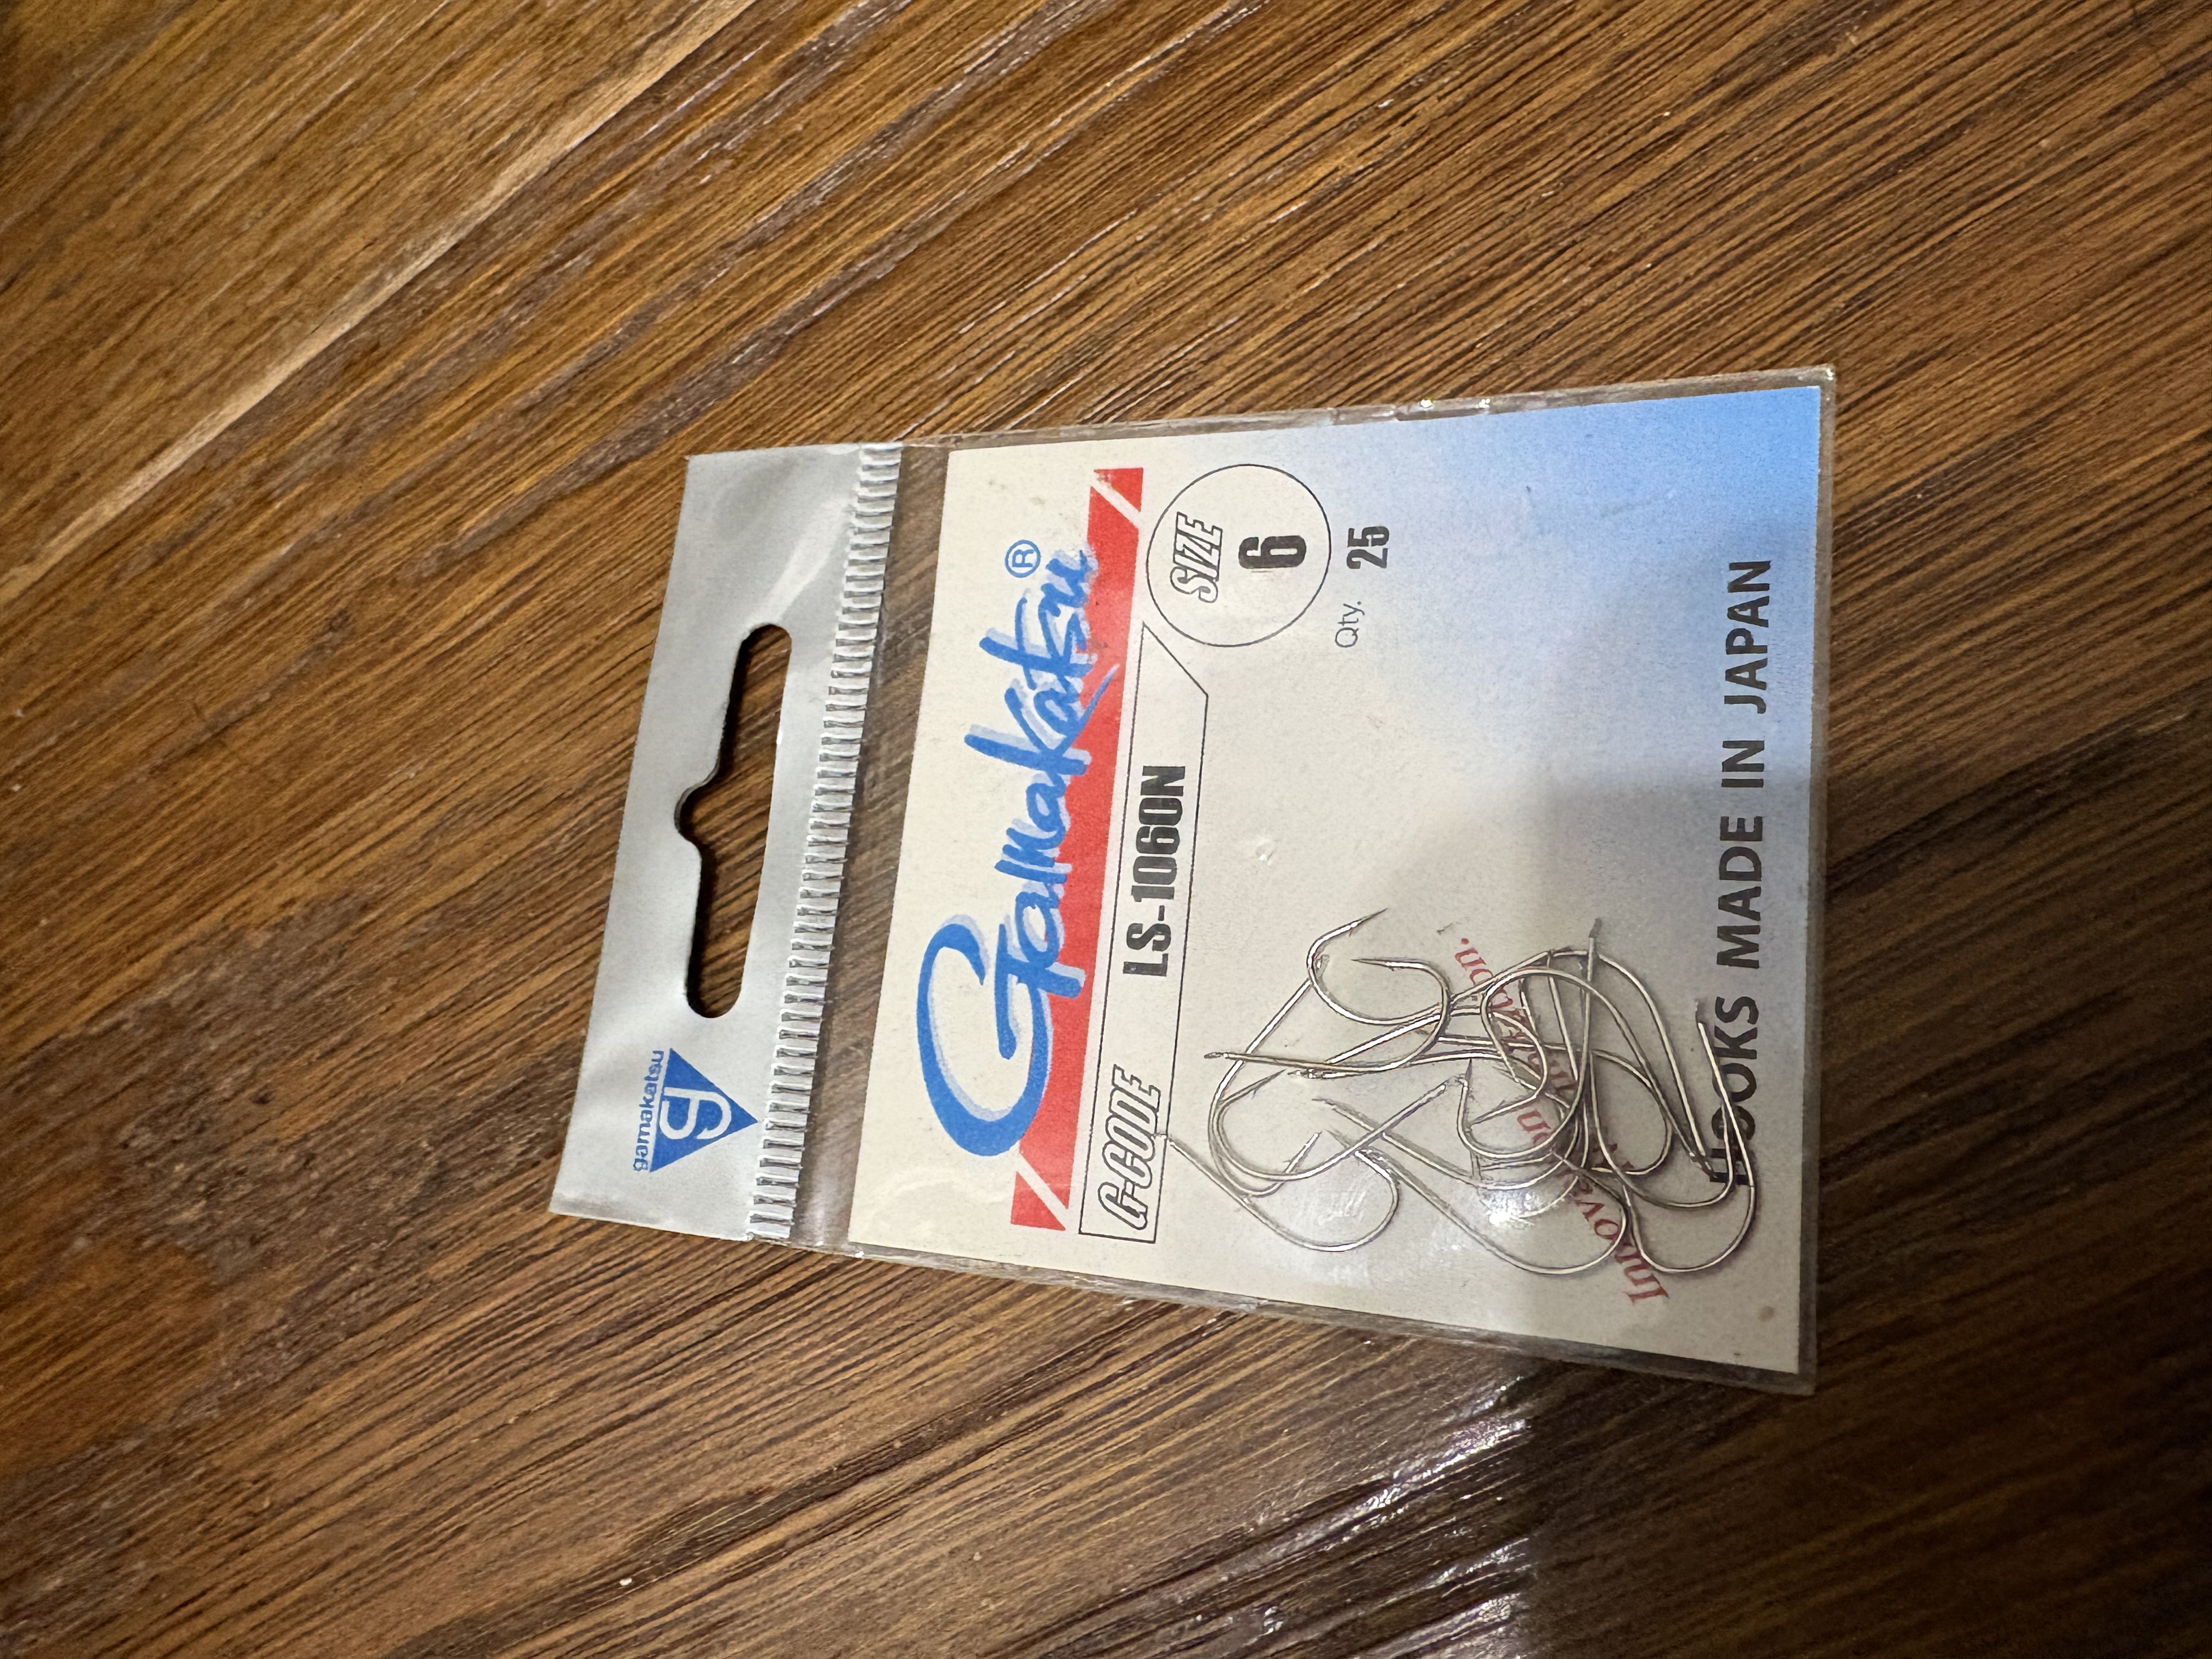 gamakatsu
Gamakatsu®
G-CODE LS-1060N
SIZE
6
Qty. 25
HOOKS MADE IN JAPAN